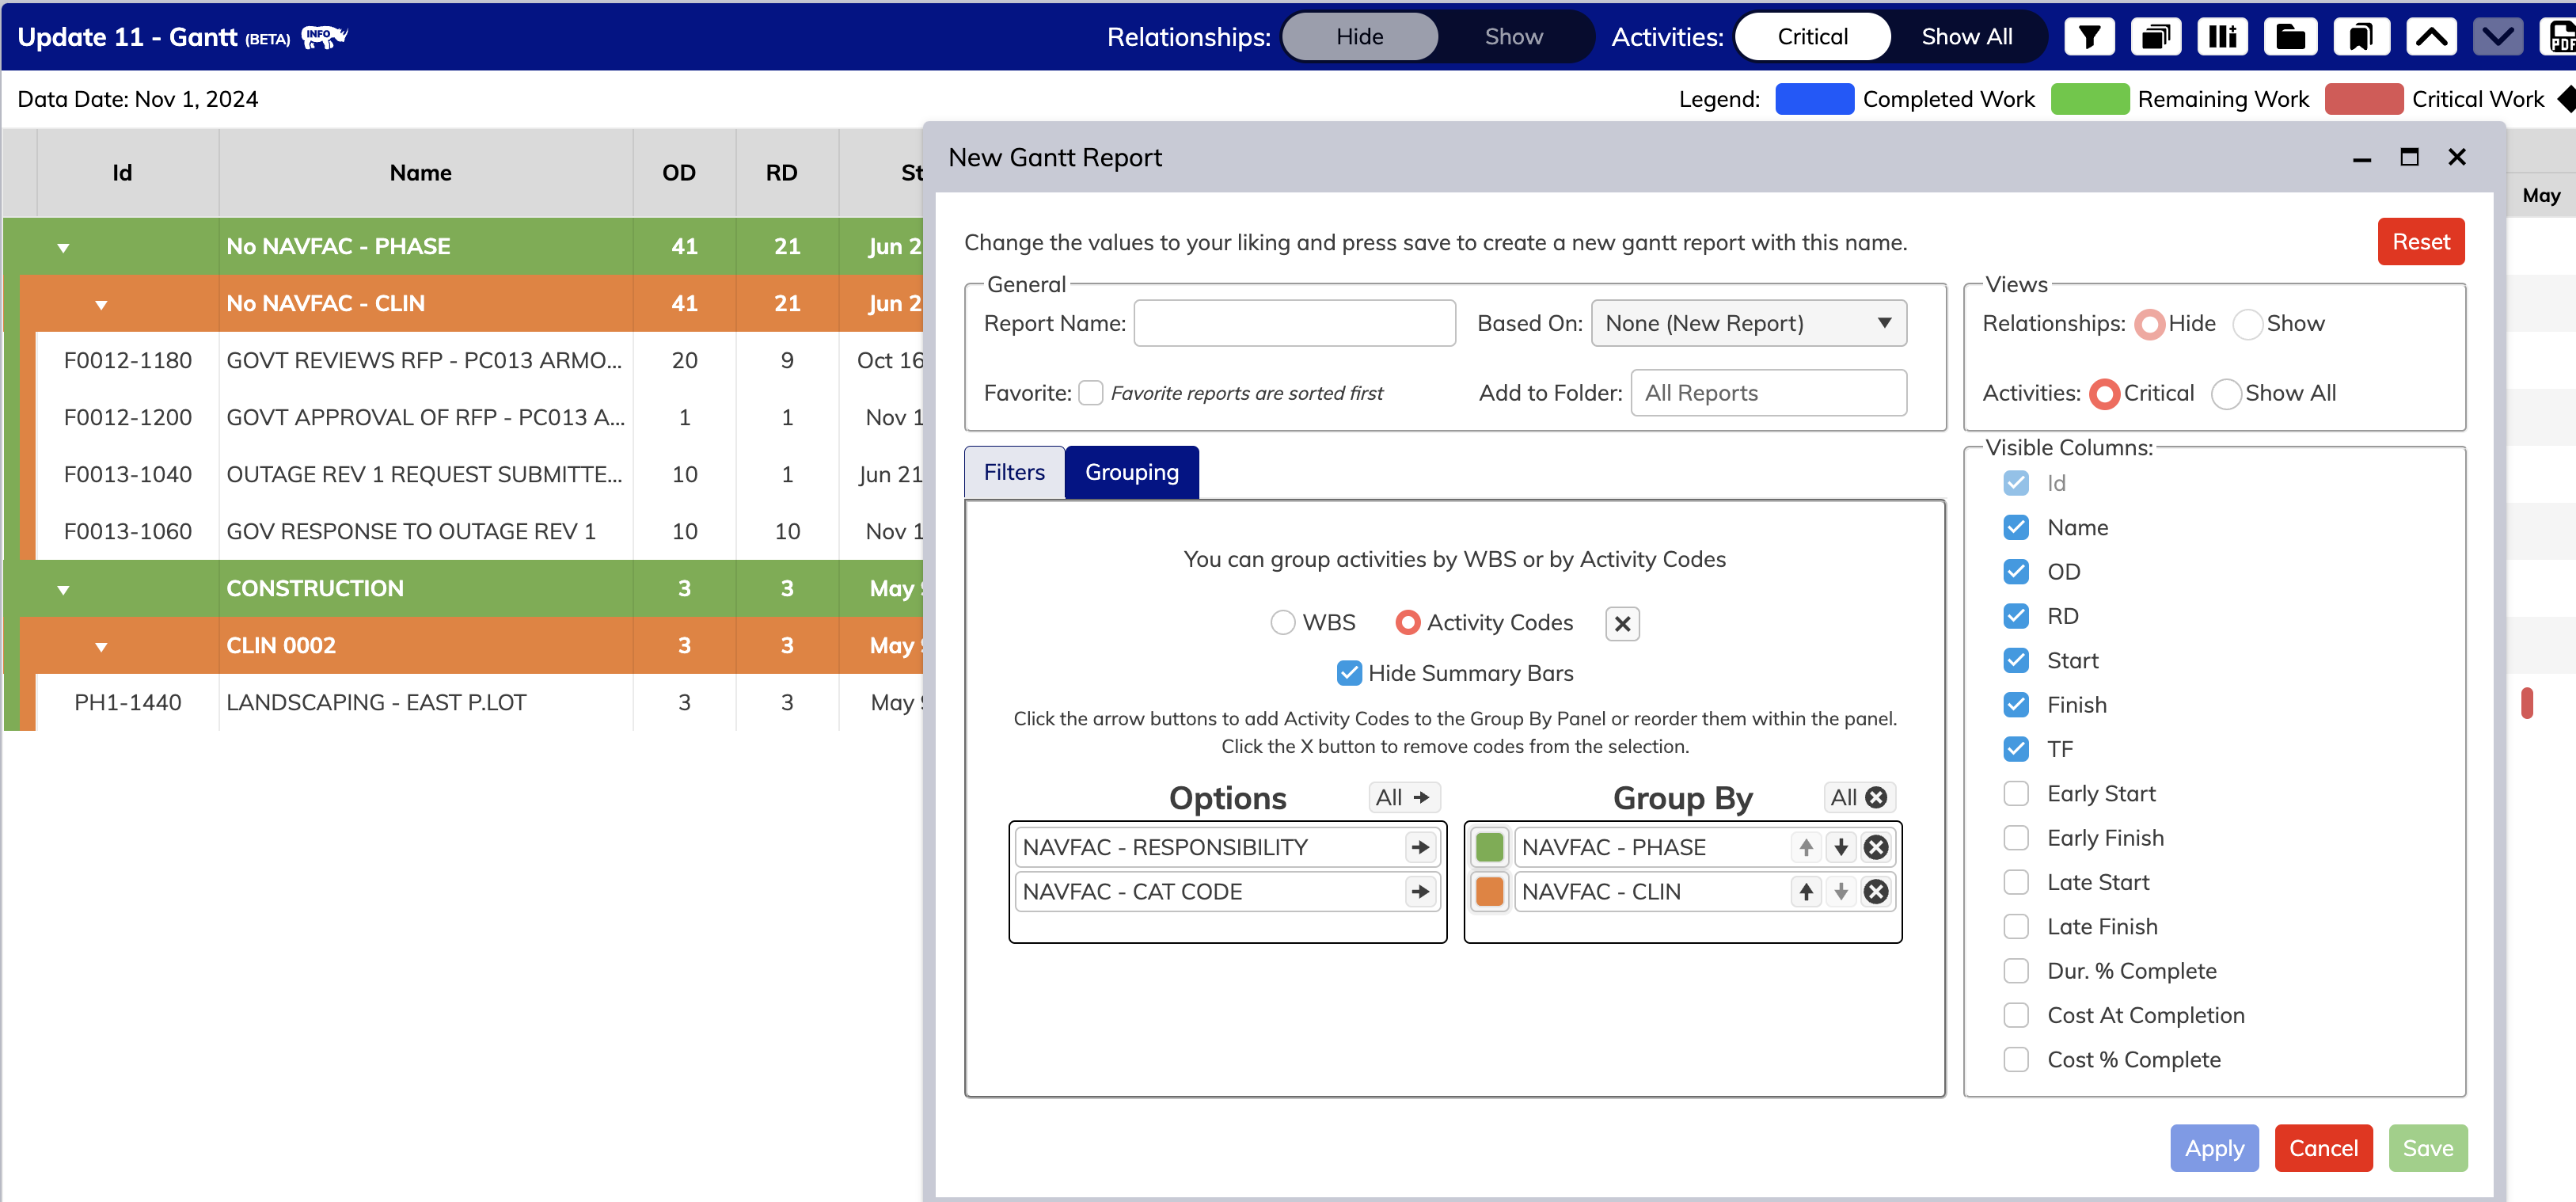 Update 11 - Gantt (BETA) INFO Relationships: Hide Show Activities: Critical Show All PDF
Data Date: Nov 1, 2024 Legend: Completed Work Remaining Work Critical Work
Id Name OD RD St
May
No NAVFAC - PHASE 41 21 Jun 2
No NAVFAC - CLIN 41 21 Jun 2
F0012-1180 GOVT REVIEWS RFP - PC013 ARMO... 20 9 Oct 16
F0012-1200 GOVT APPROVAL OF RFP - PC013 A... 1 1 Nov 1
F0013-1040 OUTAGE REV 1 REQUEST SUBMITTE... 10 1 Jun 21
F0013-1060 GOV RESPONSE TO OUTAGE REV 1 10 10 Nov 1
CONSTRUCTION 3 3 May
CLIN 0002 3 3 May
PH1-1440 LANDSCAPING - EAST P.LOT 3 3 May
New Gantt Report
Change the values to your liking and press save to create a new gantt report with this name. Reset
General
Report Name: Based On: None (New Report)
Favorite: Favorite reports are sorted first Add to Folder: All Reports
Views
Relationships: Hide Show
Activities: Critical Show All
Filters Grouping
You can group activities by WBS or by Activity Codes
WBS Activity Codes
Hide Summary Bars
Click the arrow buttons to add Activity Codes to the Group By Panel or reorder them within the panel.
Click the X button to remove codes from the selection.
Options All
NAVFAC - RESPONSIBILITY
NAVFAC - CAT CODE
Group By All
NAVFAC - PHASE
NAVFAC - CLIN
Visible Columns:
Id
Name
OD
RD
Start
Finish
TF
Early Start
Early Finish
Late Start
Late Finish
Dur. % Complete
Cost At Completion
Cost % Complete
Apply Cancel Save